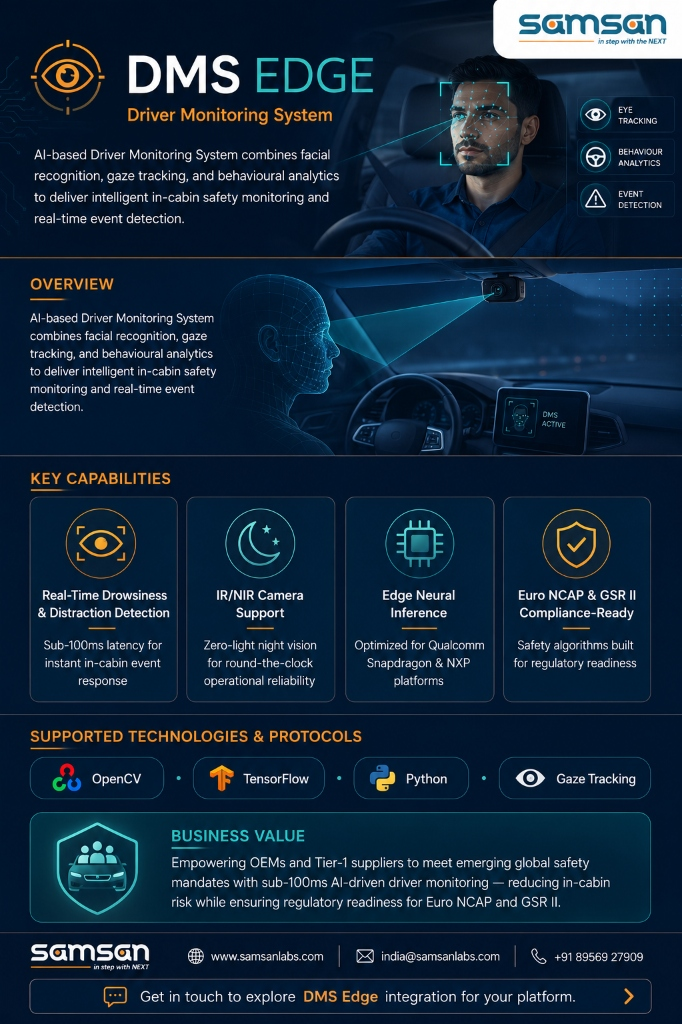 samsan
in step with the NEXT
DMS EDGE
Driver Monitoring System
AI-based Driver Monitoring System combines facial
recognition, gaze tracking, and behavioural analytics
to deliver intelligent in-cabin safety monitoring and
real-time event detection.
EYE
TRACKING
BEHAVIOUR
ANALYTICS
EVENT
DETECTION
OVERVIEW
AI-based Driver Monitoring System
combines facial recognition, gaze
tracking, and behavioural analytics
to deliver intelligent in-cabin safety
monitoring and real-time event
detection.
DMS
ACTIVE
KEY CAPABILITIES
Real-Time Drowsiness
& Distraction Detection
Sub-100ms latency for
instant in-cabin event
response
IR/NIR Camera
Support
Zero-light night vision
for round-the-clock
operational reliability
Edge Neural
Inference
Optimized for Qualcomm
Snapdragon & NXP
platforms
Euro NCAP & GSR II
Compliance-Ready
Safety algorithms built
for regulatory readiness
SUPPORTED TECHNOLOGIES & PROTOCOLS
OpenCV • TensorFlow • Python • Gaze Tracking
BUSINESS VALUE
Empowering OEMs and Tier-1 suppliers to meet emerging global safety
mandates with sub-100ms AI-driven driver monitoring — reducing in-cabin
risk while ensuring regulatory readiness for Euro NCAP and GSR II.
samsan
in step with NEXT
www.samsanlabs.com
india@samsanlabs.com
+91 89569 27909
Get in touch to explore DMS Edge integration for your platform.